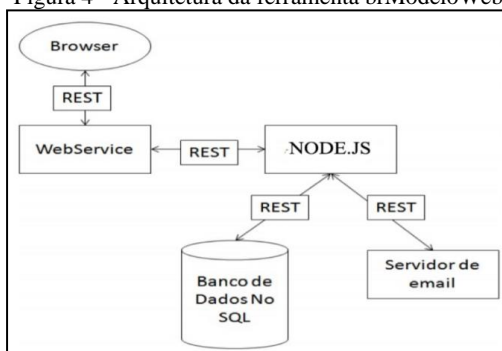 Figura 4 - Arquitetura da ferramenta brModeloWeb
Browser
REST
WebService
REST
NODE.JS
REST
REST
Banco de
Dados No
SQL
Servidor de
email